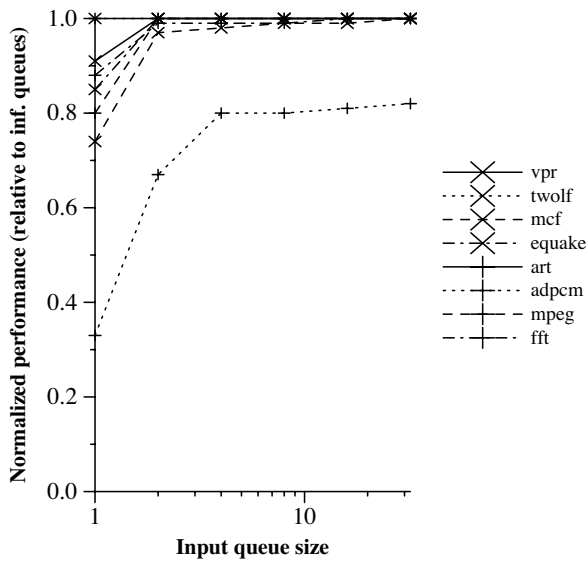 Normalized performance (relative to inf. queues)
1.0
0.8
0.6
0.4
0.2
0.0
1
10
Input queue size
vpr
twolf
mcf
equake
art
adpcm
mpeg
fft